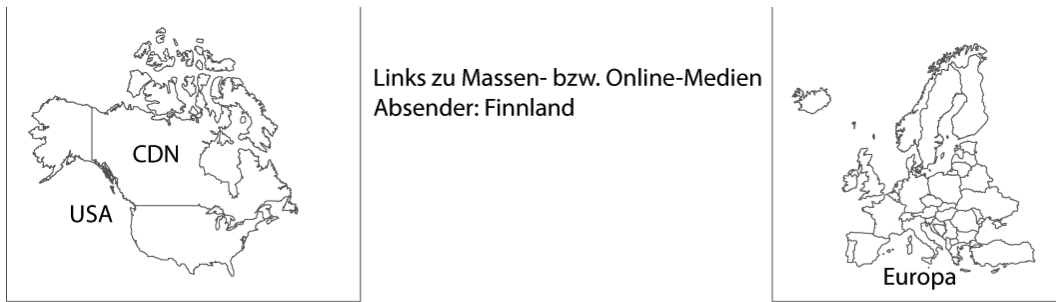 CDN
USA
Links zu Massen- bzw. Online-Medien
Absender: Finnland
Europa